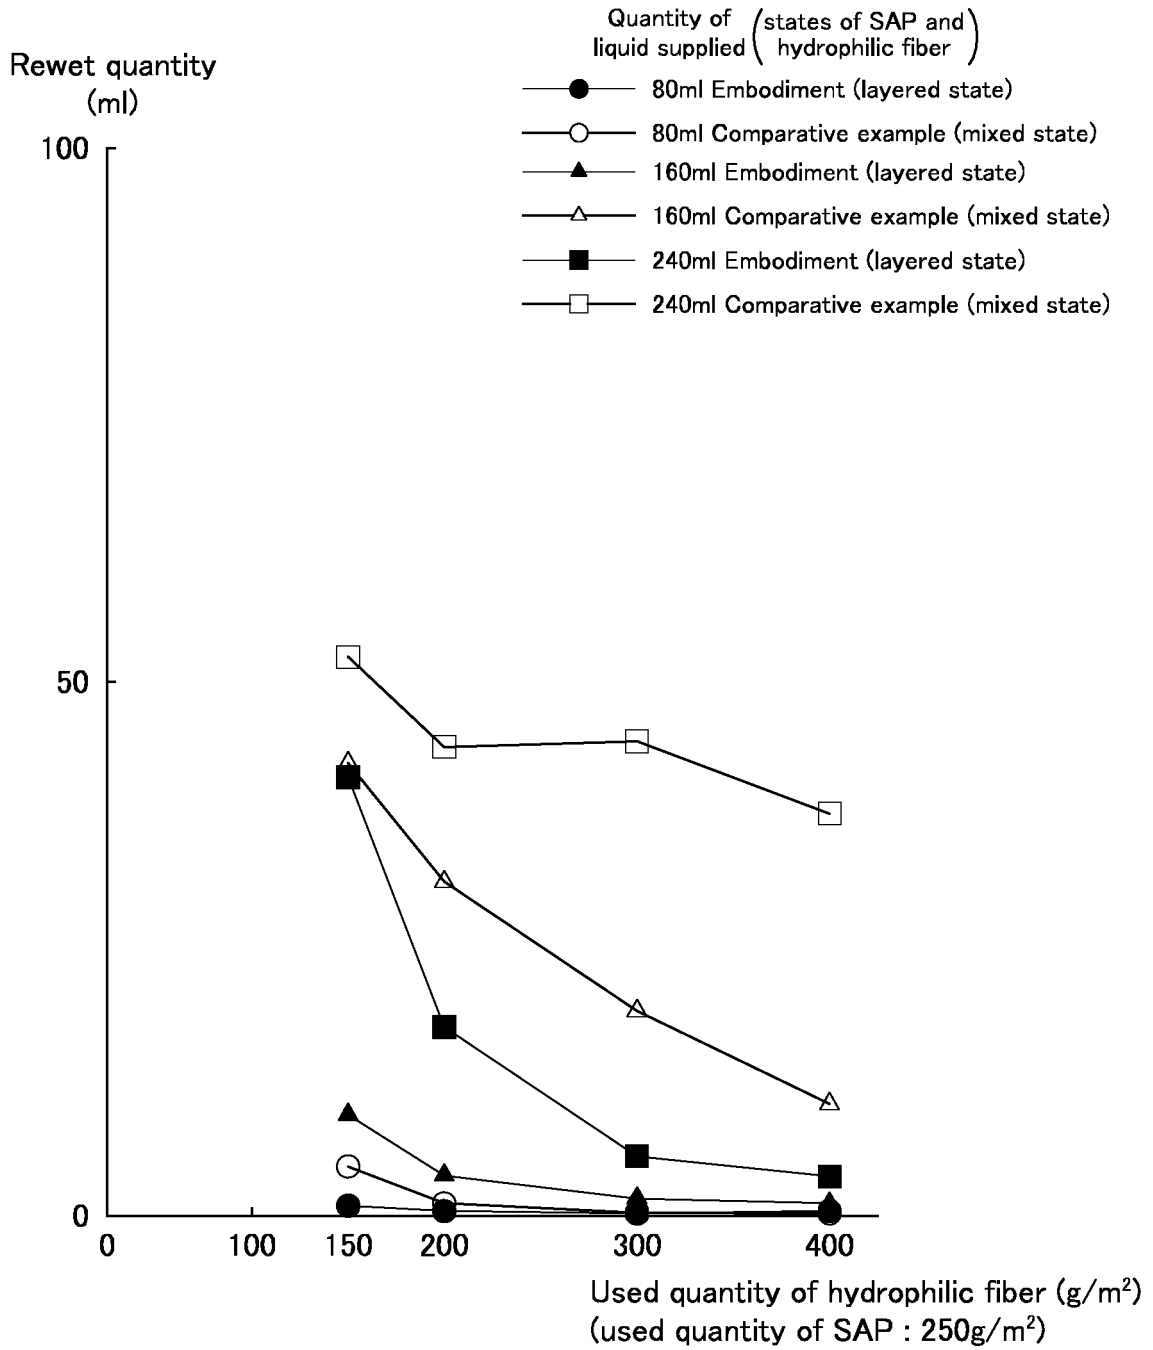 Quantity of
liquid supplied
(states of SAP and
hydrophilic fiber)
Rewet quantity
(ml)
80ml Embodiment (layered state)
80ml Comparative example (mixed state)
160ml Embodiment (layered state)
160ml Comparative example (mixed state)
240ml Embodiment (layered state)
240ml Comparative example (mixed state)
100
50
0
0 100 150 200 300 400
Used quantity of hydrophilic fiber (g/m²)
(used quantity of SAP : 250g/m²)